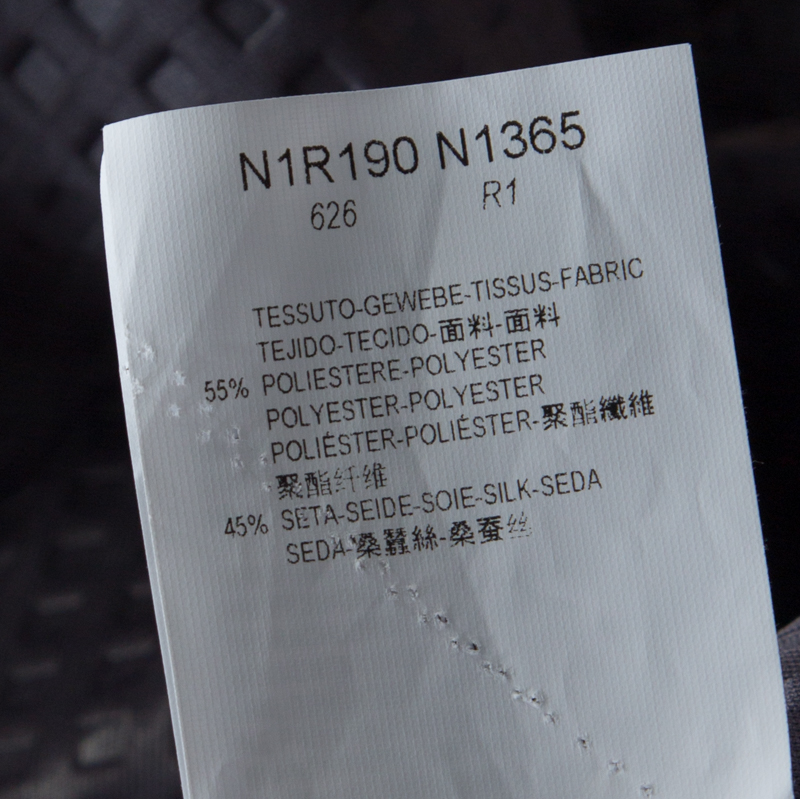 N1R190 N1365
626 R1
TESSUTO-GEWEBE-TISSUS-FABRIC
TEJIDO-TECIDO-面料-面料
55% POLIESTERE-POLYESTER
POLYESTER-POLYESTER
POLIÉSTER-POLIÉSTER-聚酯纖維
聚酯纤维
45% SETA-SEIDE-SOIE-SILK-SEDA
SEDA-桑蠶絲-桑蚕丝